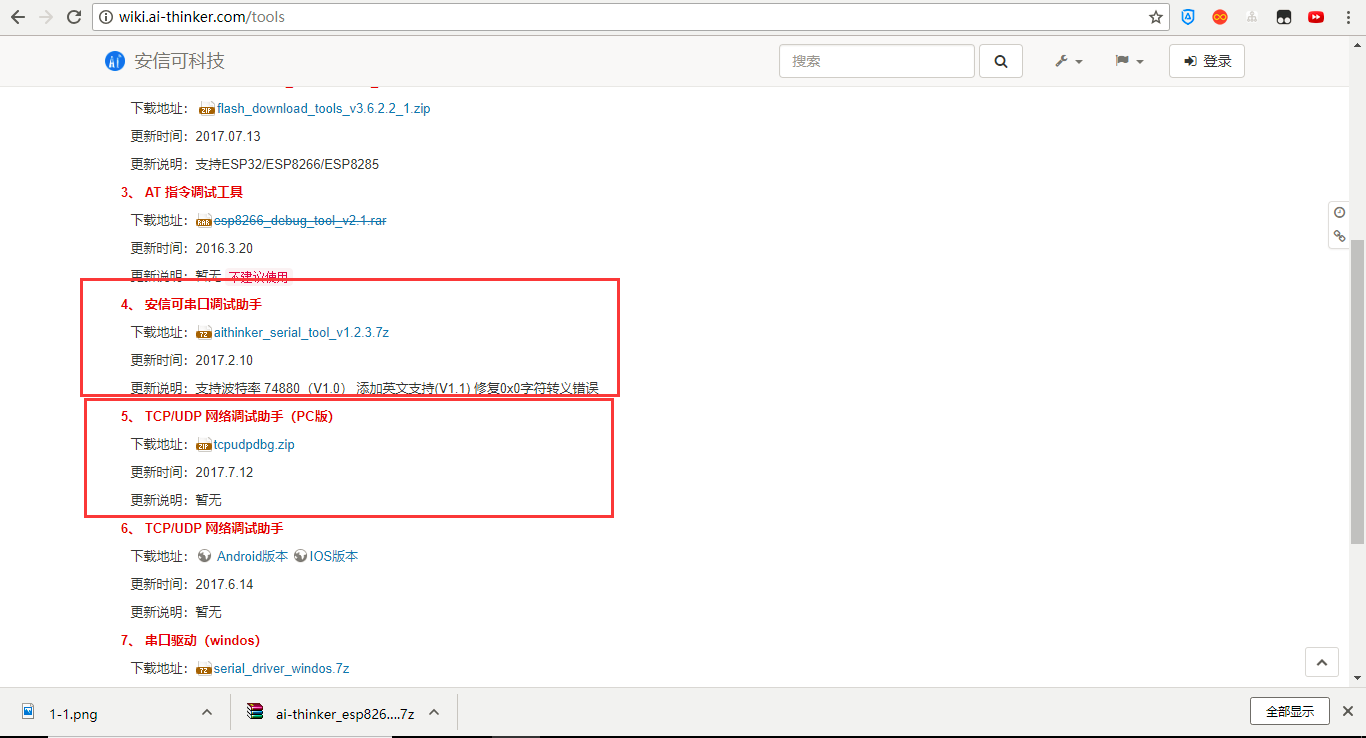 wiki.ai-thinker.com/tools
安信可科技
搜索
登录
下载地址： flash_download_tools_v3.6.2.2_1.zip
更新时间：2017.07.13
更新说明：支持ESP32/ESP8266/ESP8285
3、 AT 指令调试工具
下载地址： esp8266_debug_tool_v2.1.rar
更新时间：2016.3.20
更新说明：暂无 不建议使用
4、 安信可串口调试助手
下载地址： aithinker_serial_tool_v1.2.3.7z
更新时间：2017.2.10
更新说明：支持波特率 74880（V1.0） 添加英文支持(V1.1) 修复0x0字符转义错误
5、 TCP/UDP 网络调试助手（PC版）
下载地址： tcpudpdbg.zip
更新时间：2017.7.12
更新说明：暂无
6、 TCP/UDP 网络调试助手
下载地址： Android版本 IOS版本
更新时间：2017.6.14
更新说明：暂无
7、 串口驱动（windos）
下载地址： serial_driver_windos.7z
1-1.png
ai-thinker_esp826....7z
全部显示